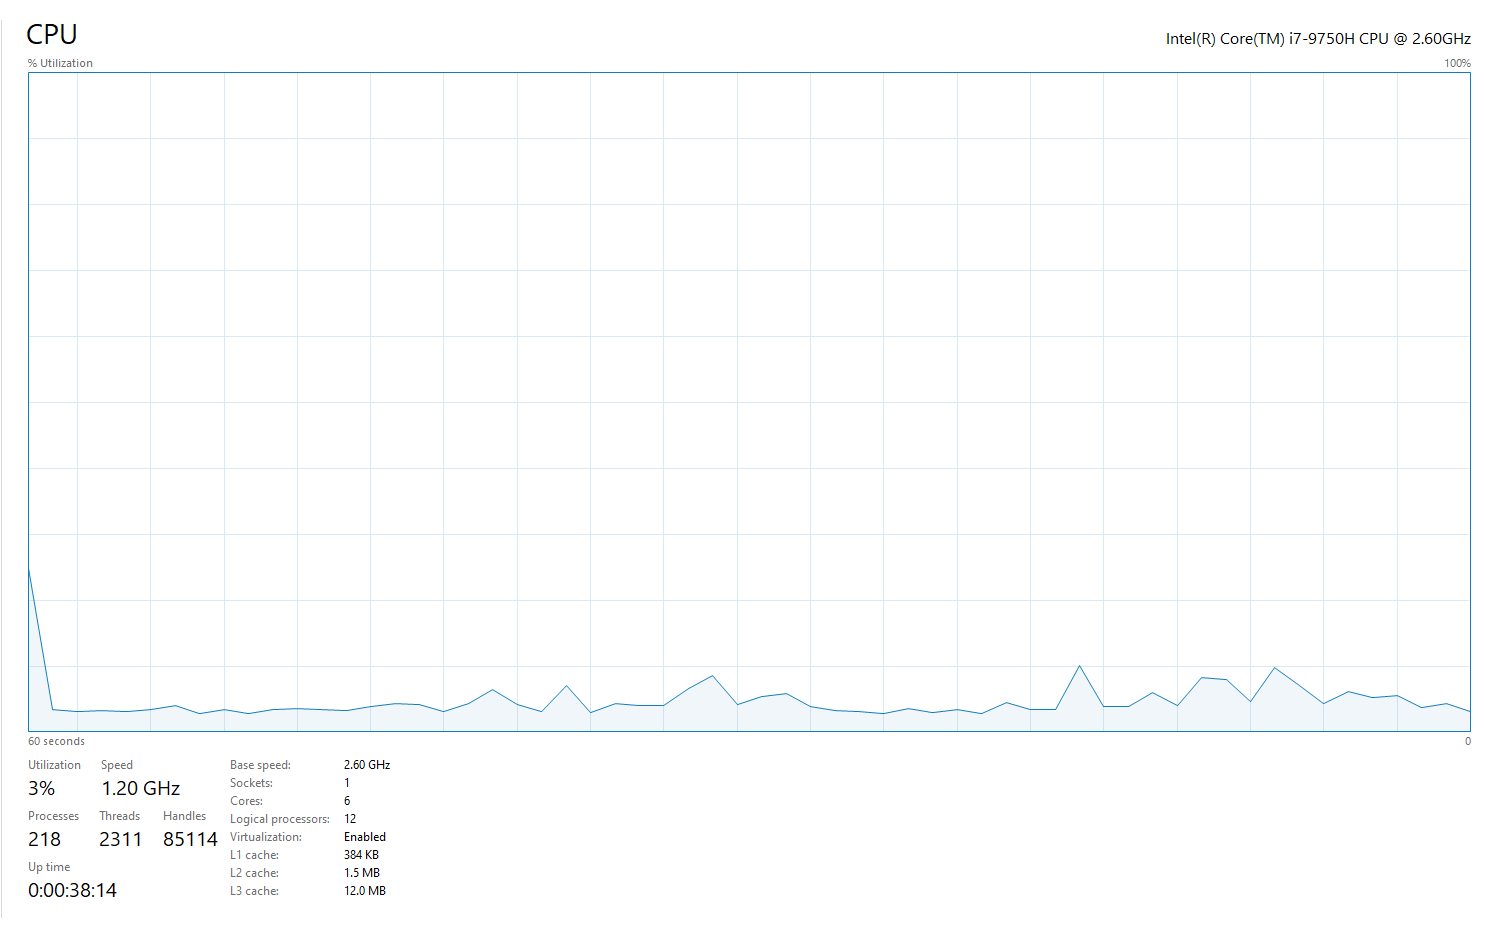 CPU
Intel(R) Core(TM) i7-9750H CPU @ 2.60GHz
% Utilization
100%
60 seconds
0
Utilization Speed
3% 1.20 GHz
Processes Threads Handles
218 2311 85114
Up time
0:00:38:14
Base speed: 2.60 GHz
Sockets: 1
Cores: 6
Logical processors: 12
Virtualization: Enabled
L1 cache: 384 KB
L2 cache: 1.5 MB
L3 cache: 12.0 MB